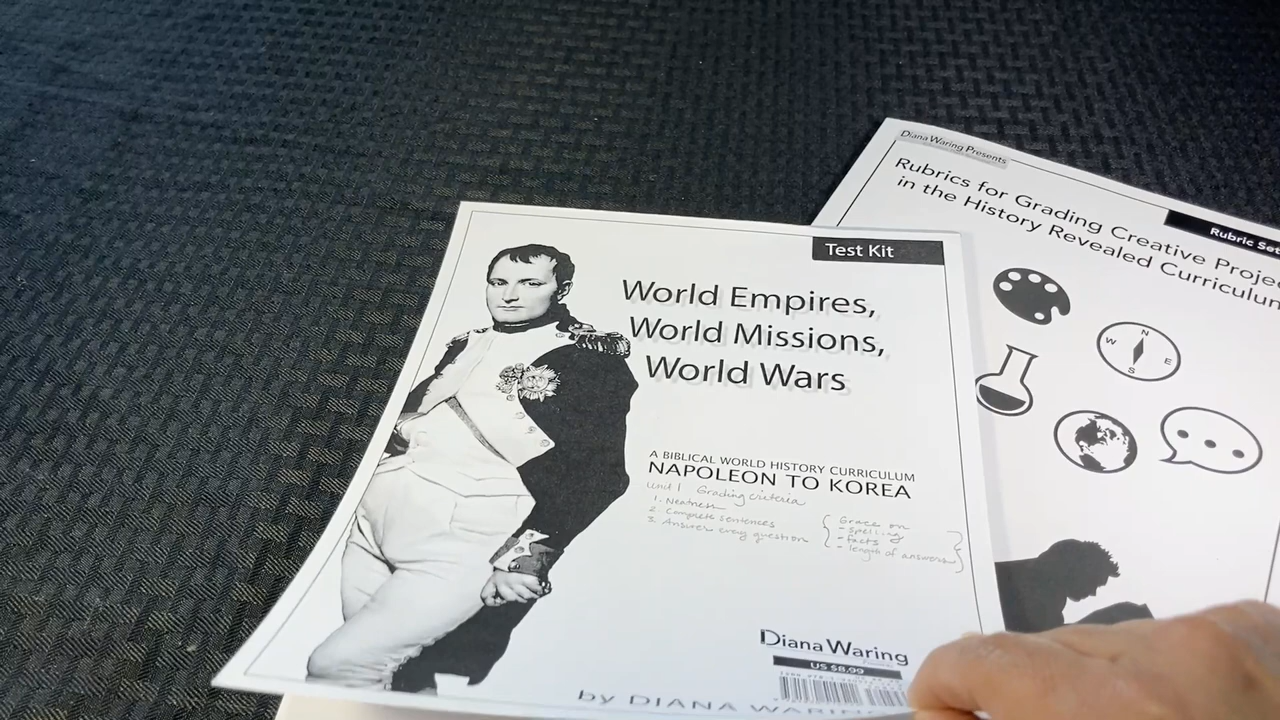 Test Kit
World Empires,
World Missions,
World Wars
A BIBLICAL WORLD HISTORY CURRICULUM
NAPOLEON TO KOREA
Unit 1 Grading criteria
1. Neatness
2. Complete sentences
3. Answer every question
Grace on
- spelling
- facts
- length of answers
Diana Waring
US $8.99
by DIANA WARING
Diana Waring Presents
Rubric Set
Rubrics for Grading Creative Projec
in the History Revealed Curriculum
N
W
E
S